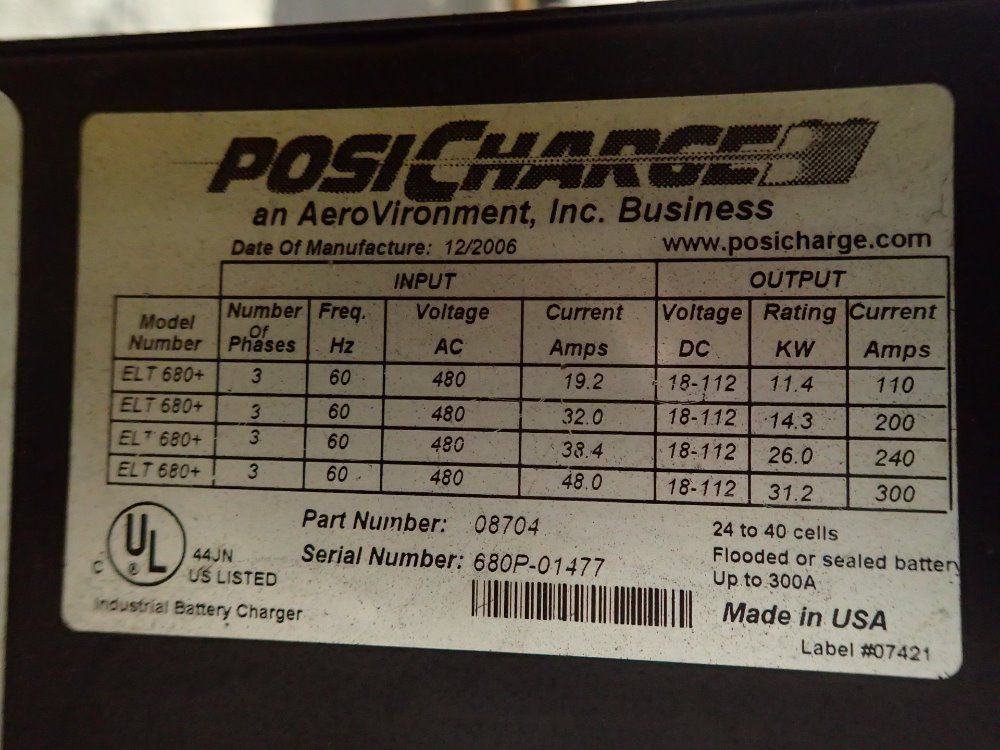 POSICHARGE
an AeroVironment, Inc. Business
Date Of Manufacture: 12/2006 www.posicharge.com
INPUT OUTPUT
Model Number Number Of Phases Freq. Hz Voltage AC Current Amps Voltage DC Rating KW Current Amps
ELT 680+ 3 60 480 19.2 18-112 11.4 110
ELT 680+ 3 60 480 32.0 18-112 14.3 200
ELT 680+ 3 60 480 38.4 18-112 26.0 240
ELT 680+ 3 60 480 48.0 18-112 31.2 300
Part Number: 08704
Serial Number: 680P-01477
24 to 40 cells
Flooded or sealed battery
Up to 300A
C UL ® 44JN
US LISTED
Industrial Battery Charger
Made in USA
Label #07421